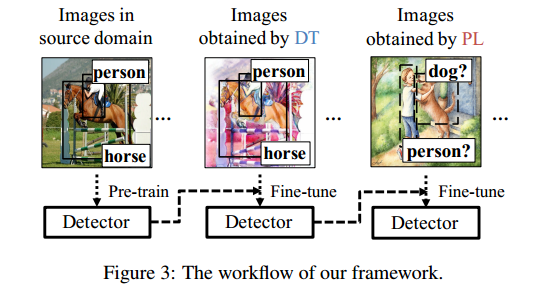 Images in
source domain
Images
obtained by DT
Images
obtained by PL
person
horse
...
person
horse
...
dog?
person?
...
Pre-train
Fine-tune
Fine-tune
Detector
Detector
Detector
Figure 3: The workflow of our framework.